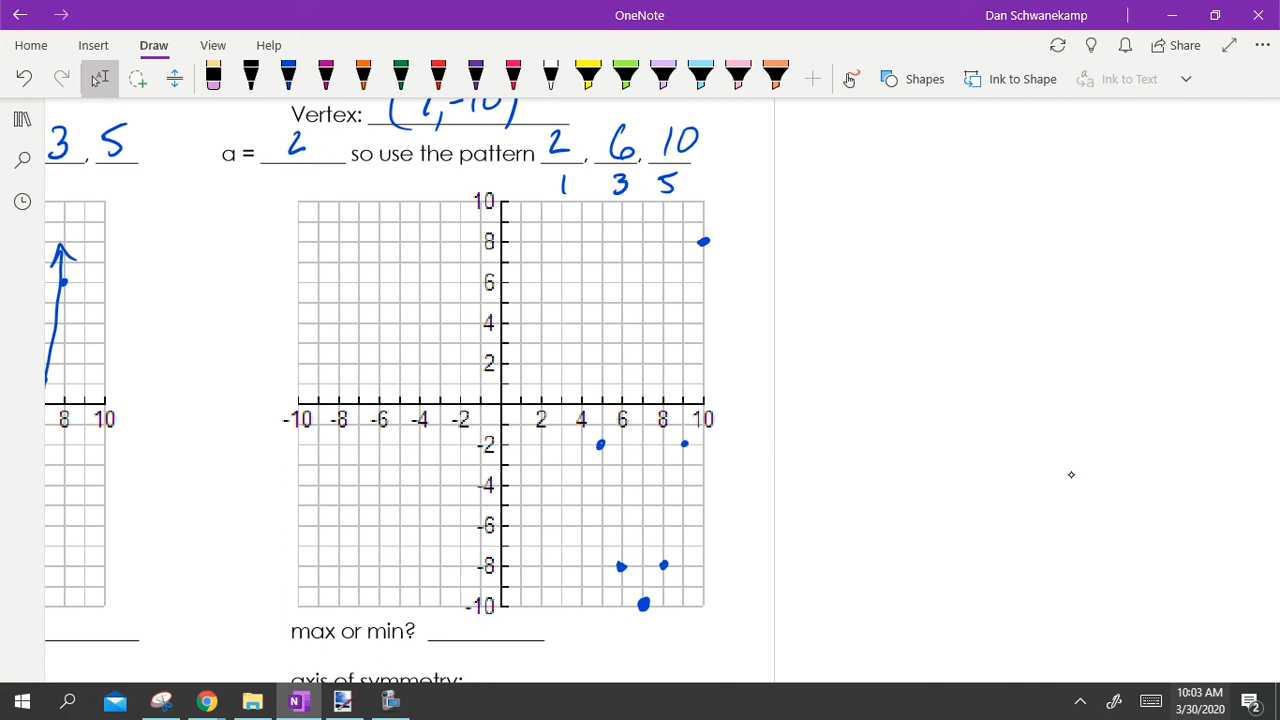 OneNote
Dan Schwanekamp
Home Insert Draw View Help
Share
Shapes Ink to Shape Ink to Text
Vertex: (7, -10)
3, 5
a = 2 so use the pattern 2, 6, 10
1 3 5
10
8
6
4
2
8 10
-10 -8 -6 -4 -2 2 4 6 8 10
-2
-4
-6
-8
-10
max or min?
axis of symmetry:
10:03 AM
3/30/2020
2